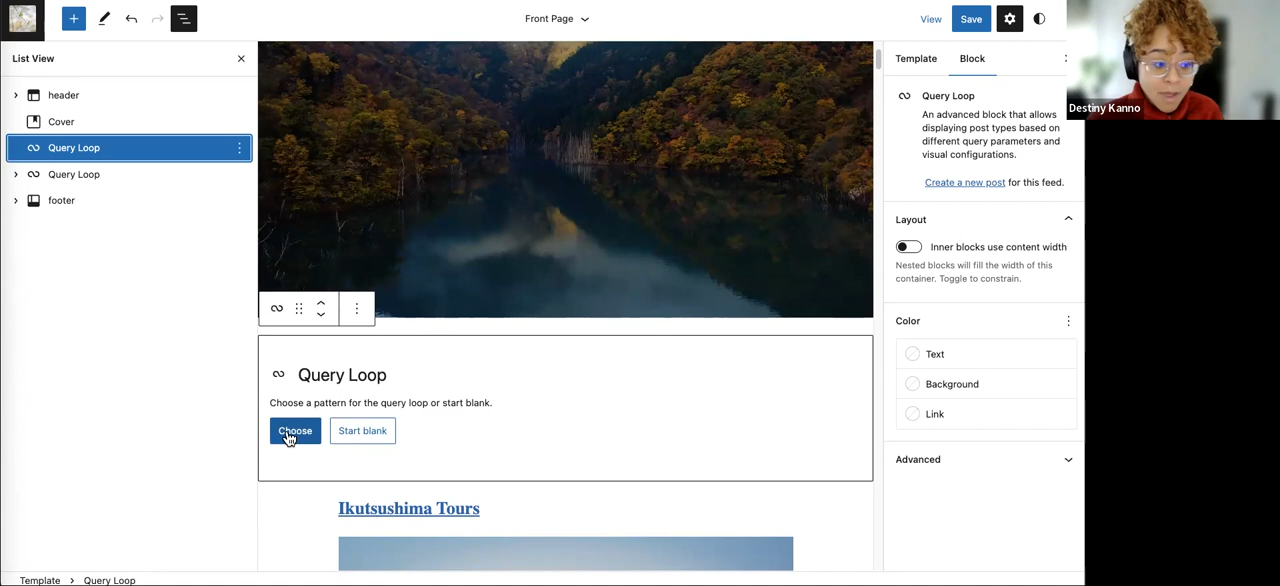 Front Page
View
Save
List View
header
Cover
Query Loop
Query Loop
footer
Query Loop
Choose a pattern for the query loop or start blank.
Choose
Start blank
Ikutsushima Tours
Template
Block
Query Loop
An advanced block that allows
displaying post types based on
different query parameters and
visual configurations.
Create a new post for this feed.
Layout
Inner blocks use content width
Nested blocks will fill the width of this
container. Toggle to constrain.
Color
Text
Background
Link
Advanced
Destiny Kanno
Template > Query Loop